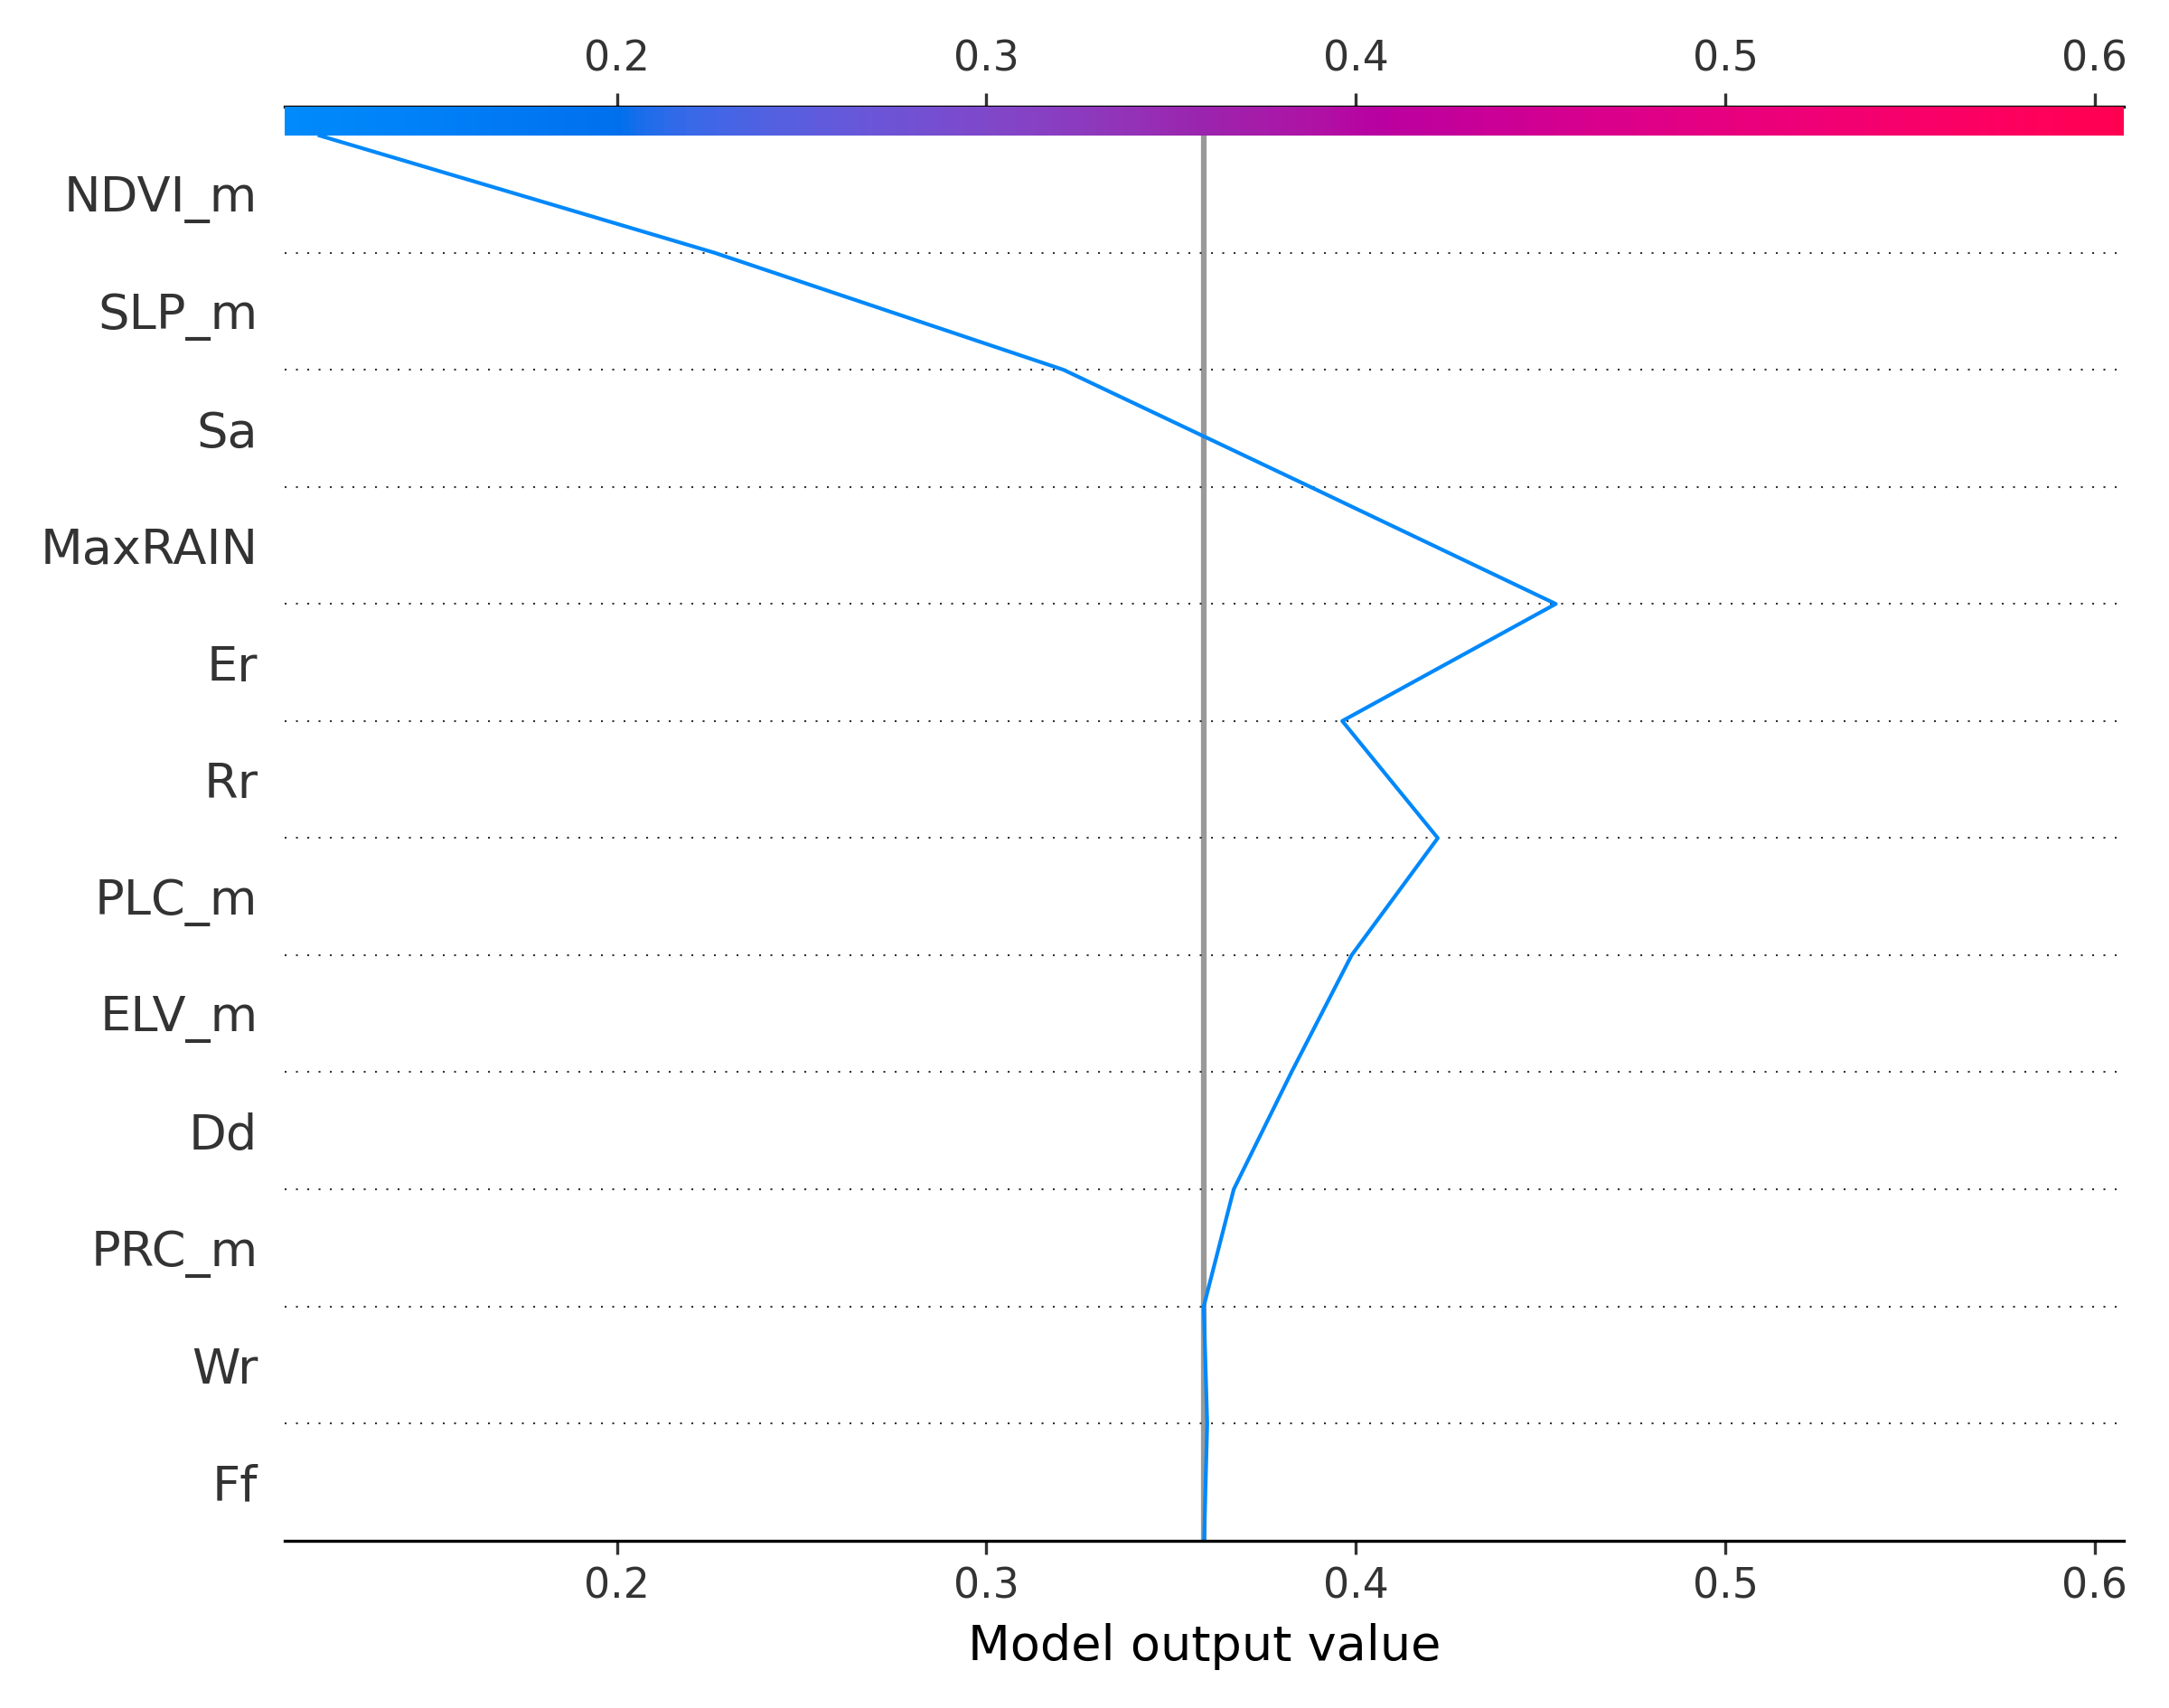 0.2 0.3 0.4 0.5 0.6
NDVI_m
SLP_m
Sa
MaxRAIN
Er
Rr
PLC_m
ELV_m
Dd
PRC_m
Wr
Ff
0.2 0.3 0.4 0.5 0.6
Model output value